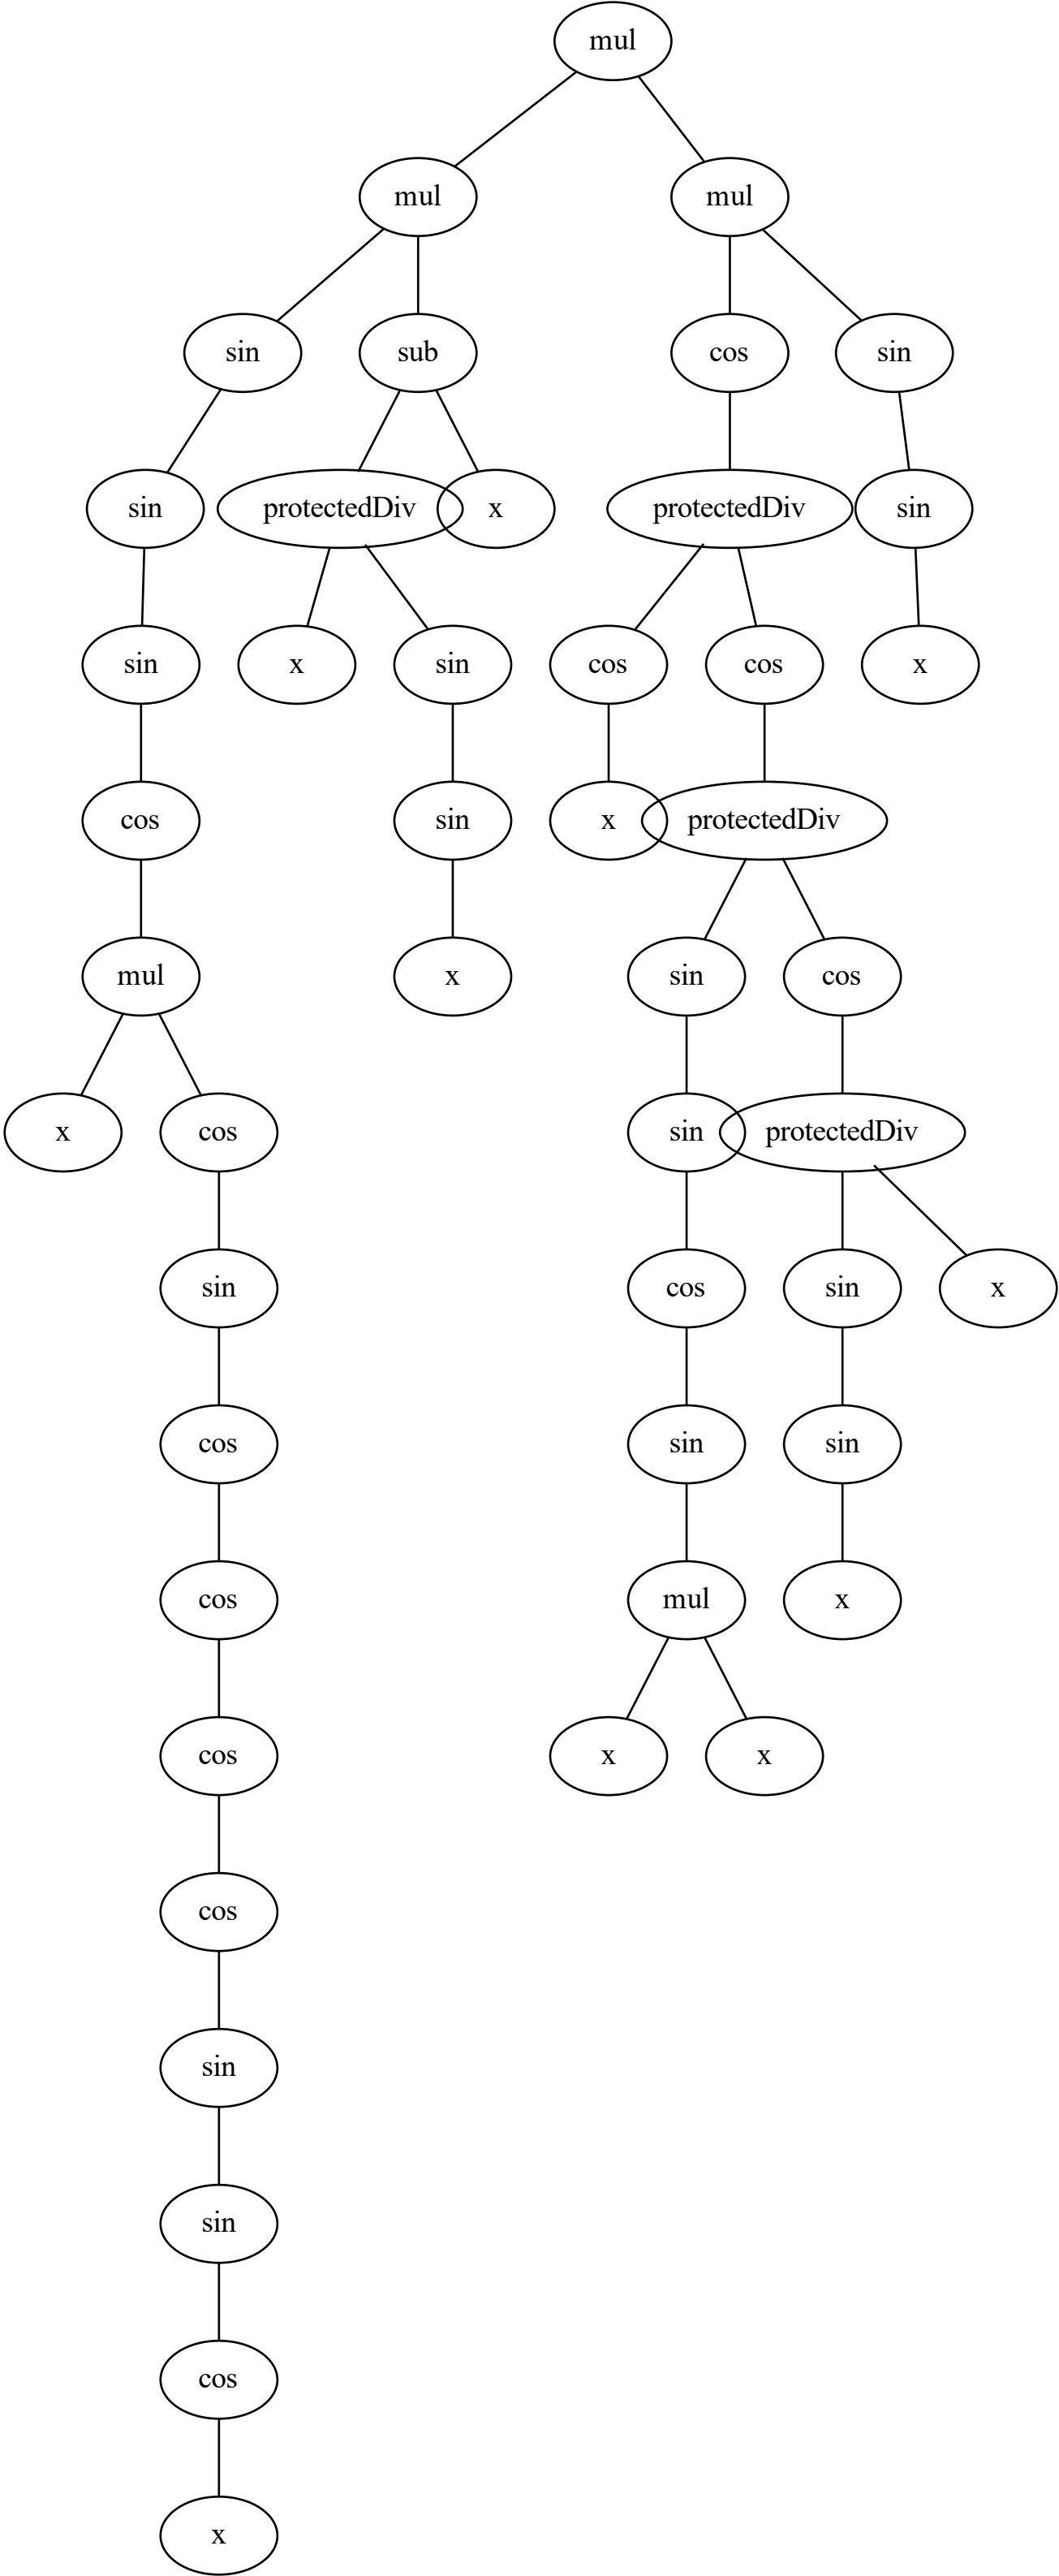 mul
mul mul
sin sub cos sin
sin protectedDiv x protectedDiv sin
sin x sin cos cos x
cos sin x protectedDiv
mul x sin cos
x cos sin protectedDiv
sin cos sin x
cos sin sin
cos mul x
cos x x
cos
sin
sin
cos
x